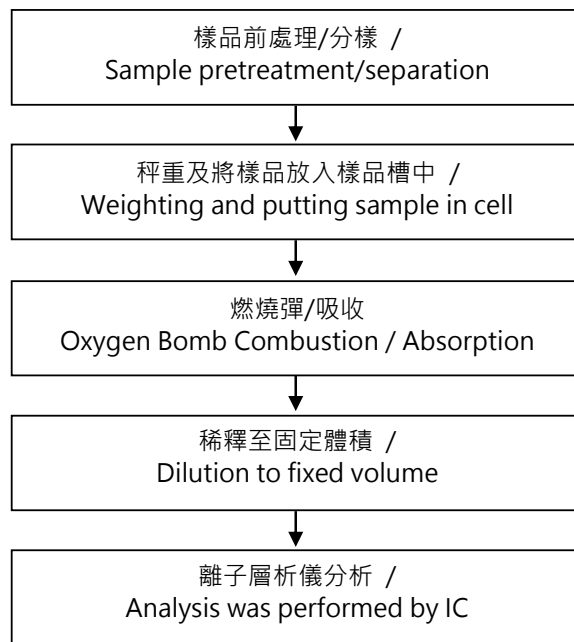 樣品前處理/分樣 /
Sample pretreatment/separation
秤重及將樣品放入樣品槽中 /
Weighting and putting sample in cell
燃燒彈/吸收
Oxygen Bomb Combustion / Absorption
稀釋至固定體積 /
Dilution to fixed volume
離子層析儀分析 /
Analysis was performed by IC